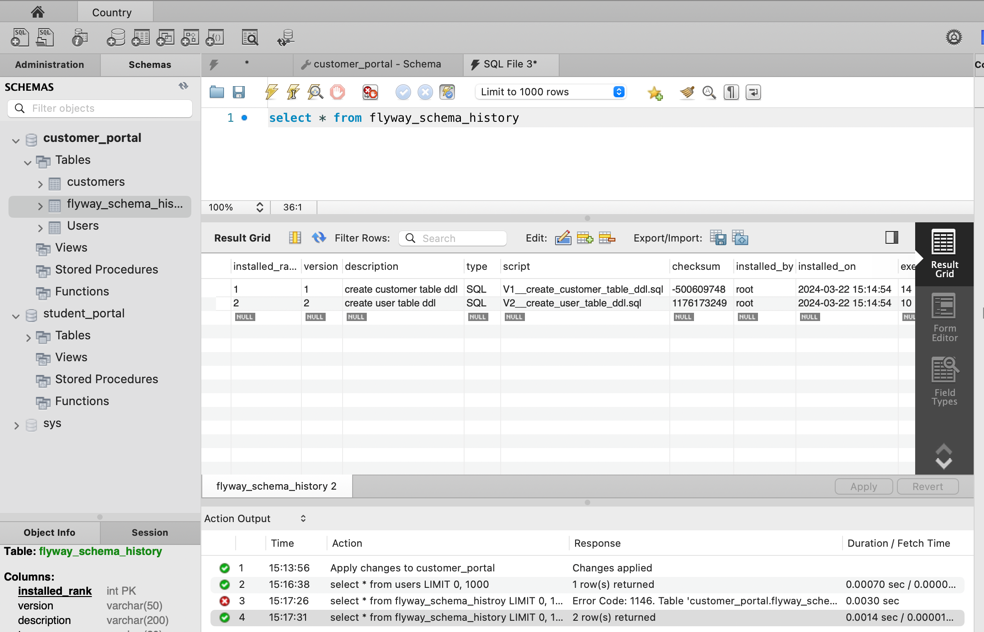 Country
Administration
Schemas
*
customer_portal - Schema
SQL File 3*
SCHEMAS
Filter objects
customer_portal
Tables
customers
flyway_schema_his...
Users
Views
Stored Procedures
Functions
student_portal
Tables
Views
Stored Procedures
Functions
sys
Limit to 1000 rows
1 select * from flyway_schema_history
100% 36:1
Result Grid Filter Rows: Search Edit: Export/Import:
installed_ra... version description type script checksum installed_by installed_on exe
1 1 create customer table ddl SQL V1__create_customer_table_ddl.sql -500609748 root 2024-03-22 15:14:54 14
2 2 create user table ddl SQL V2__create_user_table_ddl.sql 1176173249 root 2024-03-22 15:14:54 10
NULL NULL NULL NULL NULL NULL NULL NULL
Result
Grid
Form
Editor
Field
Types
flyway_schema_history 2
Apply Revert
Action Output
Time Action Response Duration / Fetch Time
1 15:13:56 Apply changes to customer_portal Changes applied
2 15:16:38 select * from users LIMIT 0, 1000 1 row(s) returned 0.00070 sec / 0.0000...
3 15:17:26 select * from flyway_schema_histroy LIMIT 0, 1... Error Code: 1146. Table 'customer_portal.flyway_sche... 0.0030 sec
4 15:17:31 select * from flyway_schema_history LIMIT 0, 1... 2 row(s) returned 0.0014 sec / 0.00001...
Object Info Session
Table: flyway_schema_history
Columns:
installed_rank int PK
version varchar(50)
description varchar(200)